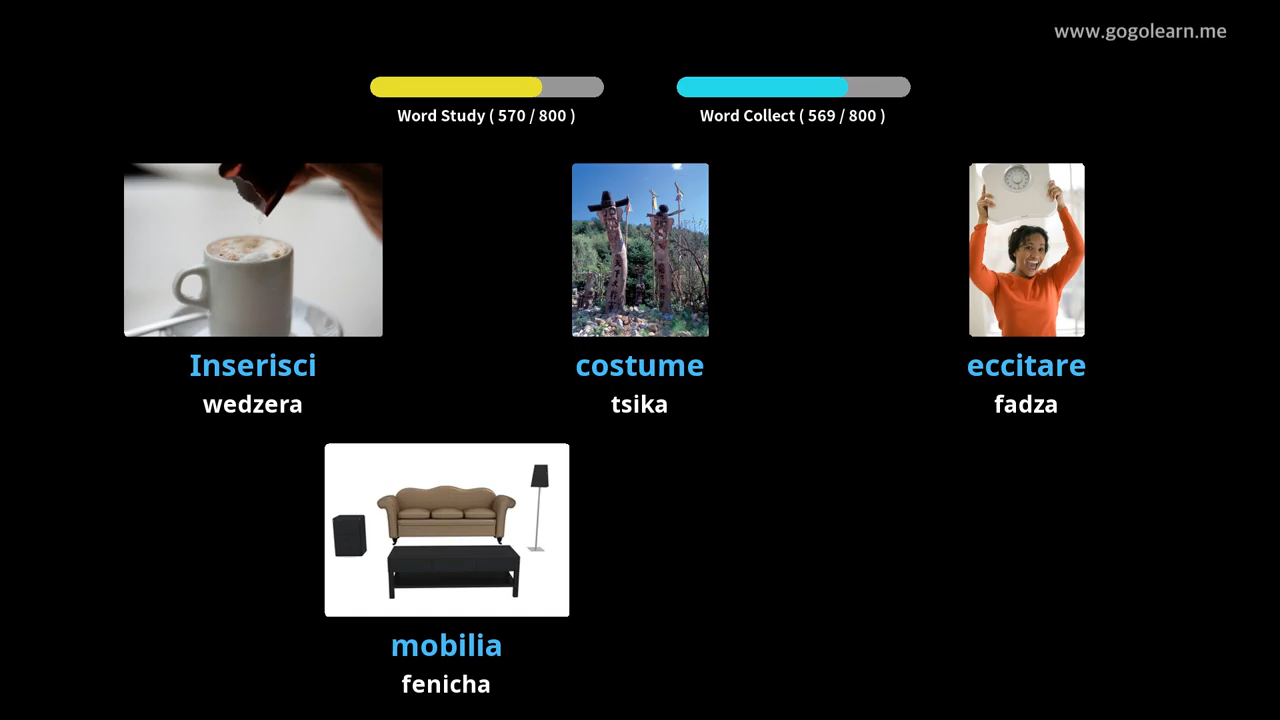 www.gogolearn.me
Word Study ( 570 / 800 )
Word Collect ( 569 / 800 )
Inserisci
wedzera
costume
tsika
eccitare
fadza
mobilia
fenicha